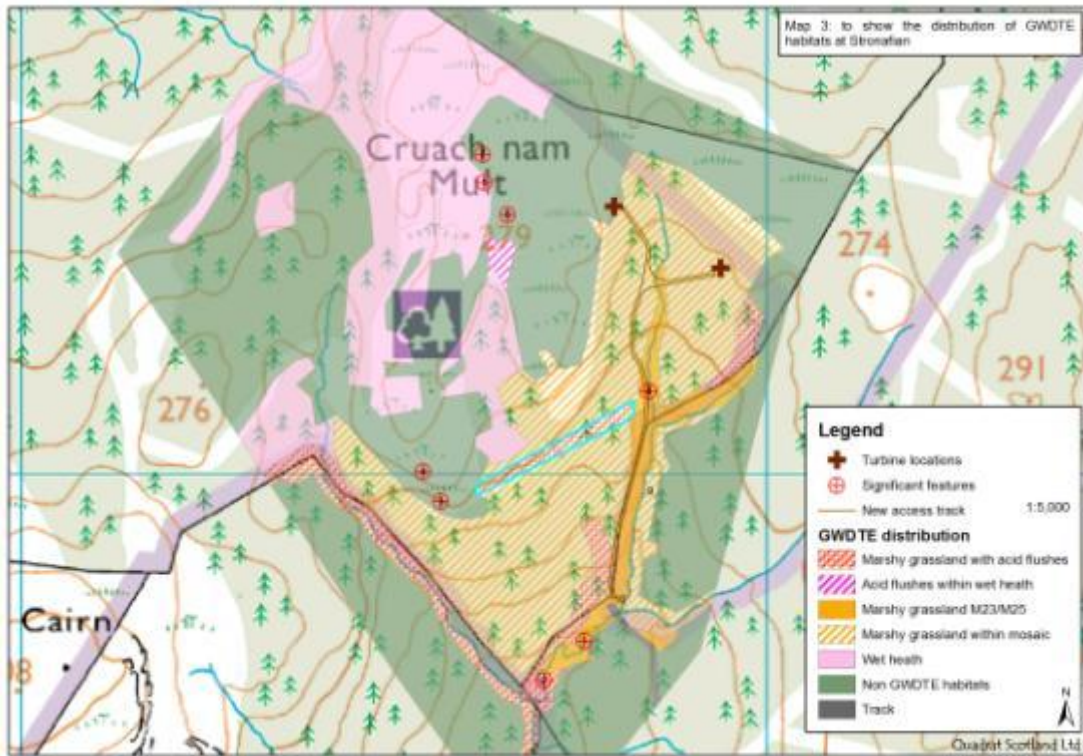 Map 3: to show the distribution of GWDTE
habitats at Stronafian
Cruach nam
Mult
279
274
276
291
Cairn
98
Legend
Turbine locations
Significant features
New access track 1:5,000
GWDTE distribution
Marshy grassland with acid flushes
Acid flushes within wet heath
Marshy grassland M23/M25
Marshy grassland within mosaic
Wet heath
Non GWDTE habitats
Track
N
Quadrat Scotland Ltd